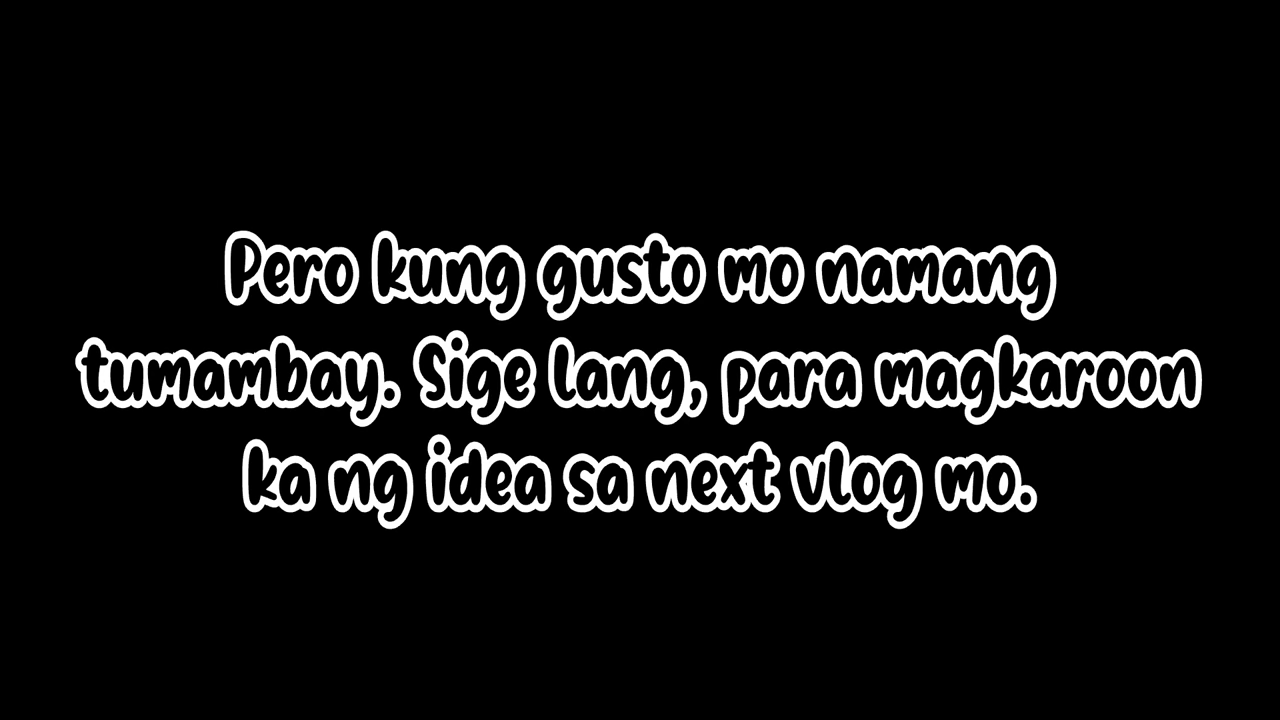 Pero kung gusto mo namang
tumambay. Sige lang, para magkaroon
ka ng idea sa next vlog mo.